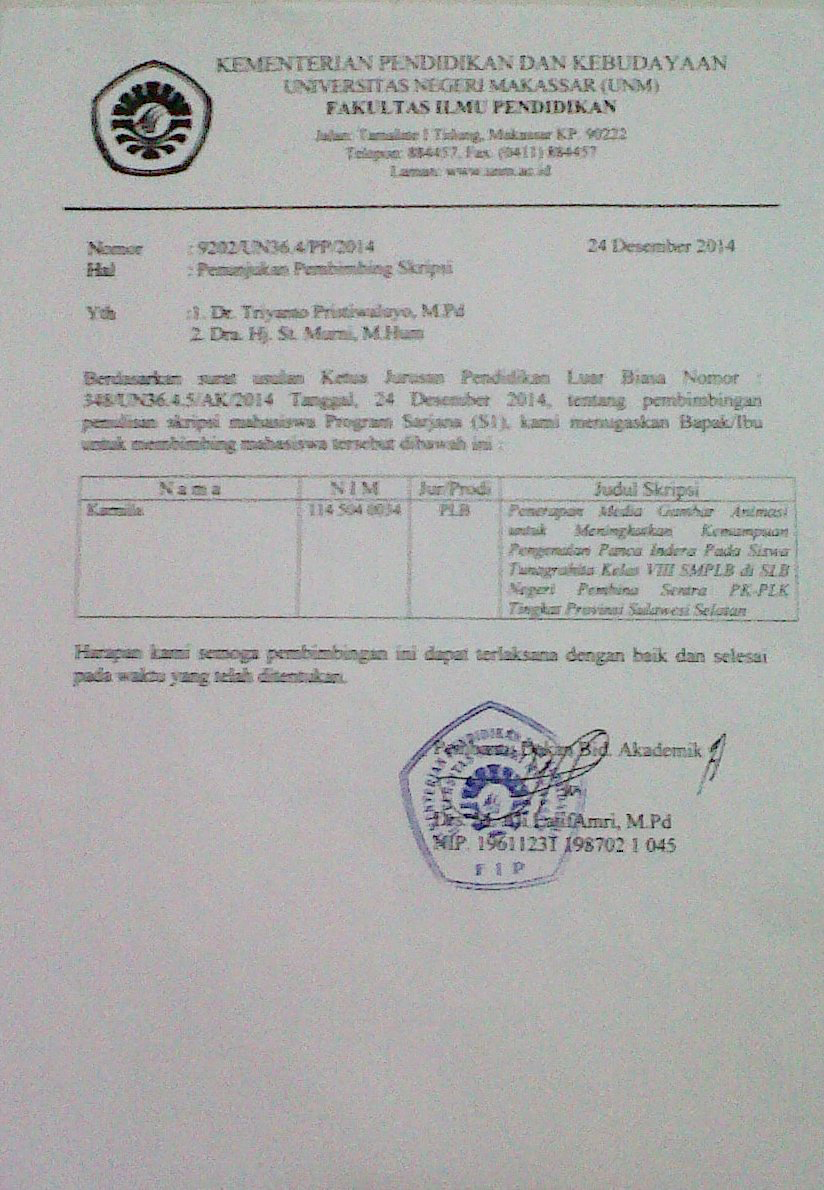 KEMENTERIAN PENDIDIKAN DAN KEBUDAYAAN
UNIVERSITAS NEGERI MAKASSAR (UNM)
FAKULTAS ILMU PENDIDIKAN
Jalan: Tamalate I Tidung, Makassar KP. 90222
Telepon: 884457, Fax. (0411) 884457
Laman: www.unm.ac.id
Nomor : 9202/UN36.4/PP/2014 24 Desember 2014
Hal : Penunjukan Pembimbing Skripsi
Yth :1. Dr. Triyanto Pristiwaluyo, M.Pd
2. Dra. Hj. St. Murni, M.Hum
Berdasarkan surat usulan Ketua Jurusan Pendidikan Luar Biasa Nomor :
348/UN36.4.5/AK/2014 Tanggal, 24 Desember 2014, tentang pembimbingan
penulisan skripsi mahasiswa Program Sarjana (S1), kami menugaskan Bapak/Ibu
untuk membimbing mahasiswa tersebut dibawah ini :
N a m a N I M Jur/Prodi Judul Skripsi
Kamila 114 504 0034 PLB Penerapan Media Gambar Animasi
untuk Meningkatkan Kemampuan
Pengenalan Panca Indera Pada Siswa
Tunagrahita Kelas VIII SMPLB di SLB
Negeri Pembina Sentra PK-PLK
Tingkat Provinsi Sulawesi Selatan
Harapan kami semoga pembimbingan ini dapat terlaksana dengan baik dan selesai
pada waktu yang telah ditentukan.
Pembantu Dekan Bid. Akademik
Drs. M. Ali Latif Amri, M.Pd
NIP. 19611231 198702 1 045
F I P